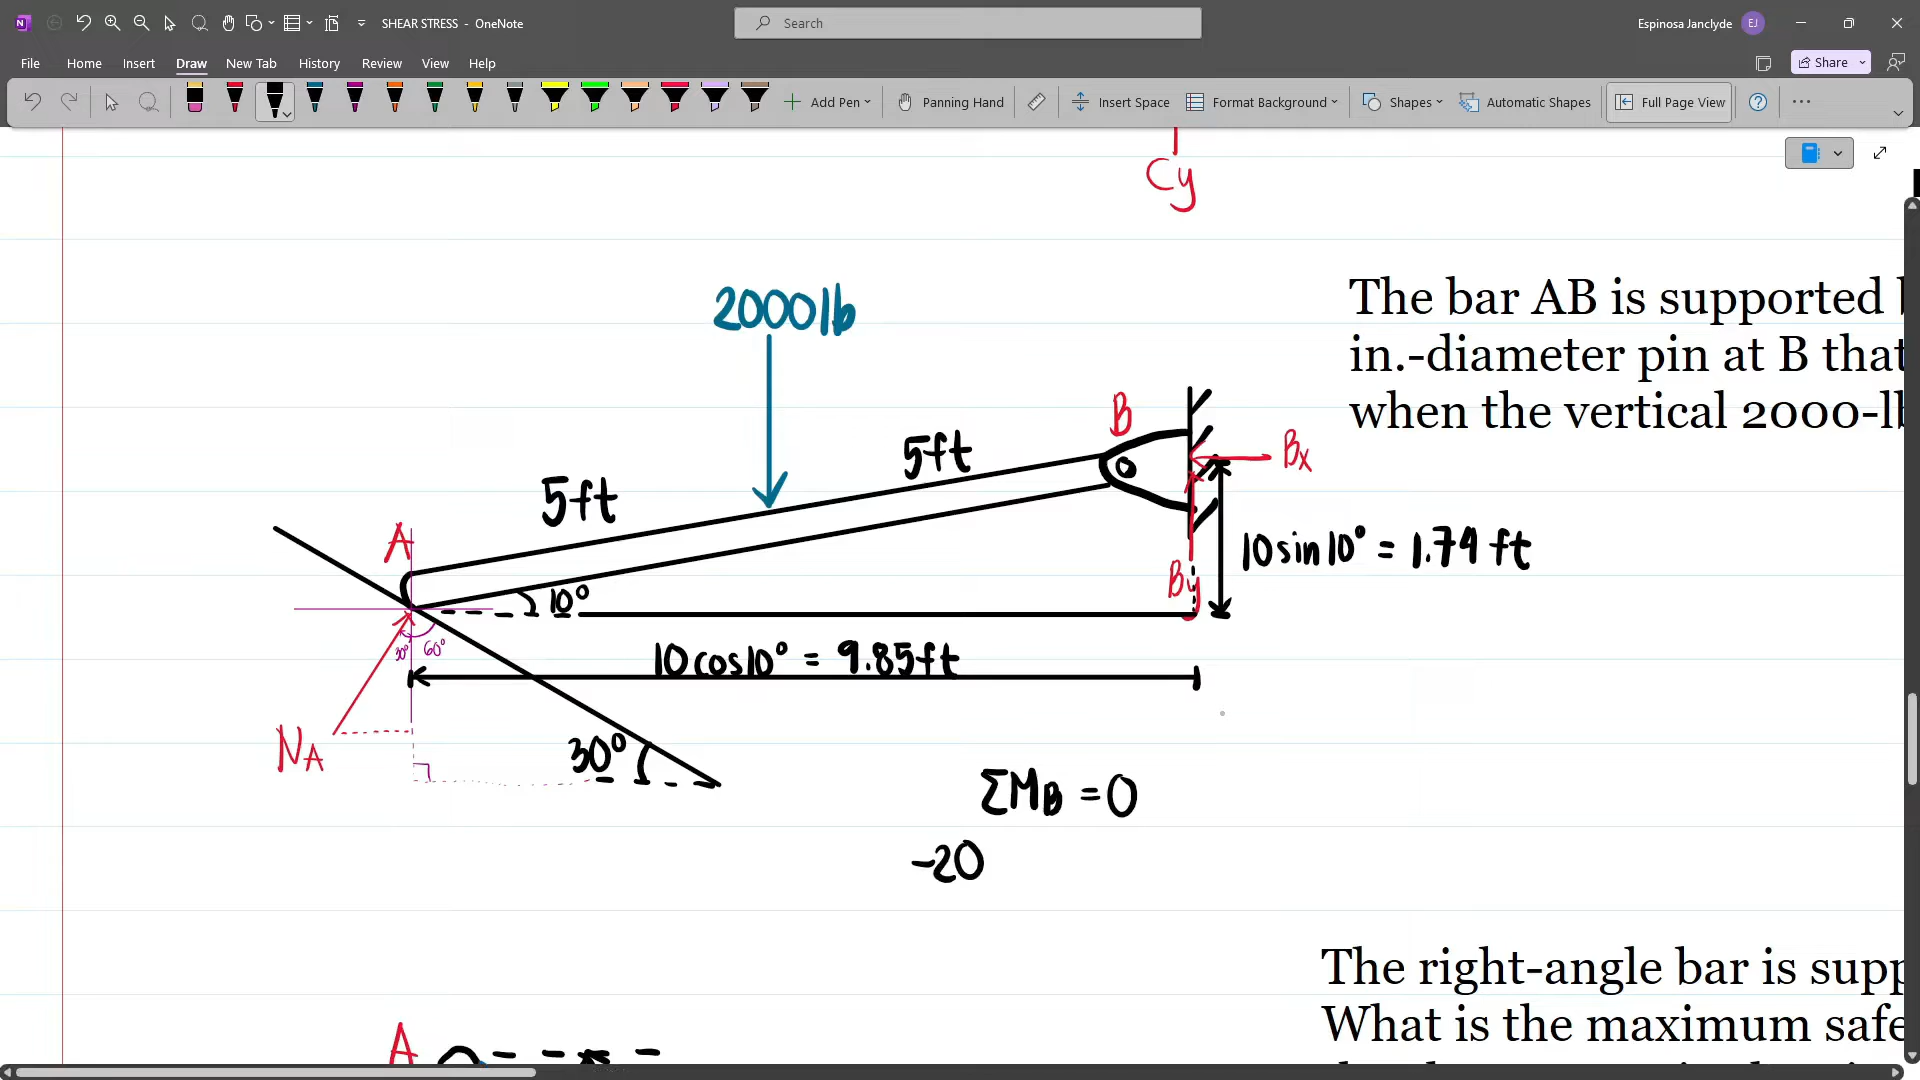 SHEAR STRESS - OneNote
Search
Espinosa Janclyde
EJ
File Home Insert Draw New Tab History Review View Help
Share
Add Pen
Panning Hand
Insert Space
Format Background
Shapes
Automatic Shapes
Full Page View
Cy
2000lb
The bar AB is supported b
in.-diameter pin at B that
when the vertical 2000-lb
B
5ft
Bx
5ft
A
10sin10° = 1.74 ft
By
10°
30° 60°
10cos10° = 9.85ft
NA
30°
ΣMB = 0
-20
The right-angle bar is supp
What is the maximum safe
A